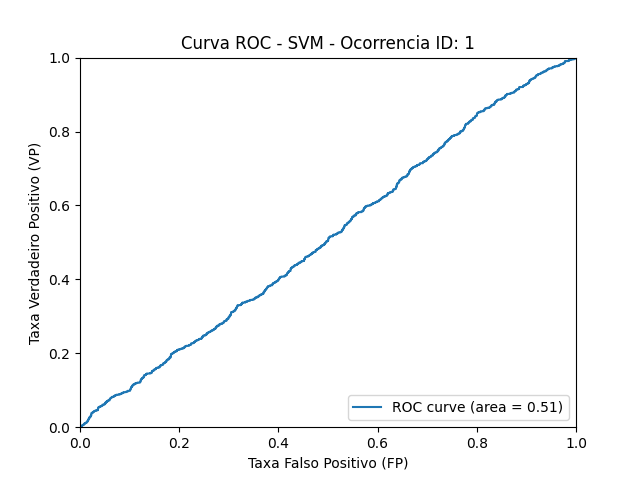 Curva ROC - SVM - Ocorrencia ID: 1
Taxa Verdadeiro Positivo (VP)
1.0
0.8
0.6
0.4
0.2
0.0
ROC curve (area = 0.51)
0.0 0.2 0.4 0.6 0.8 1.0
Taxa Falso Positivo (FP)